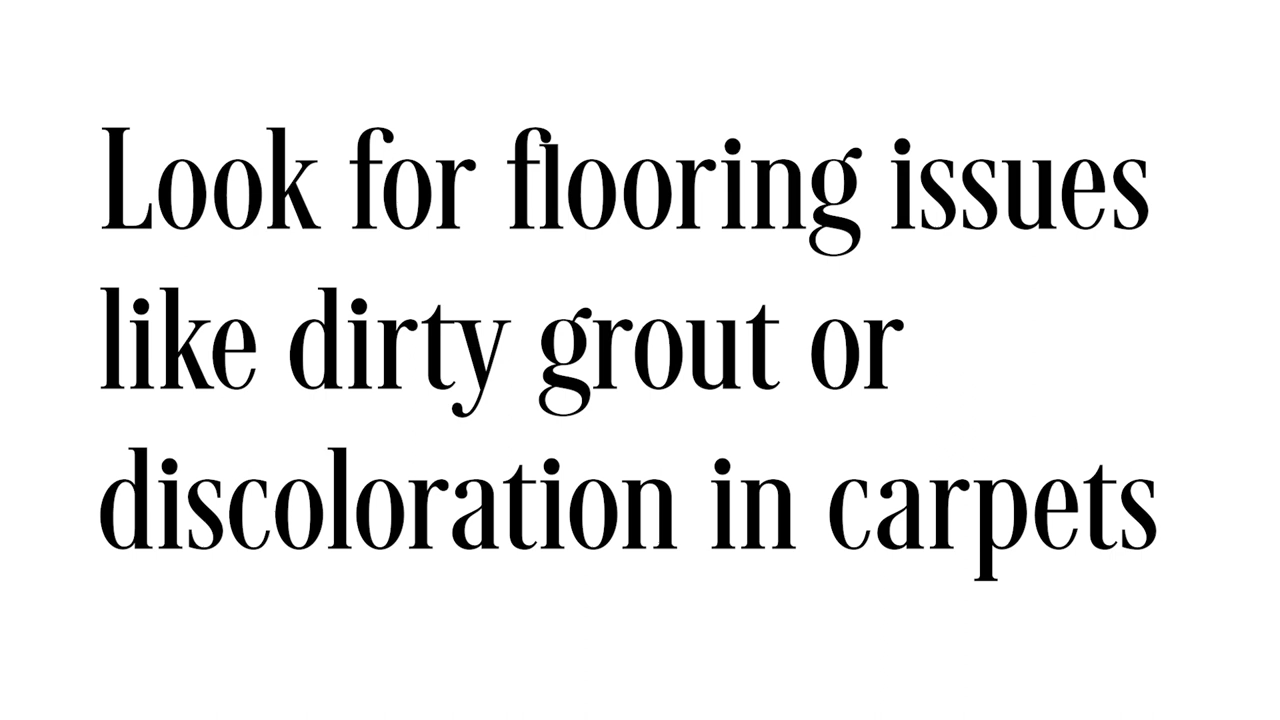 Look for flooring issues
like dirty grout or
discoloration in carpets